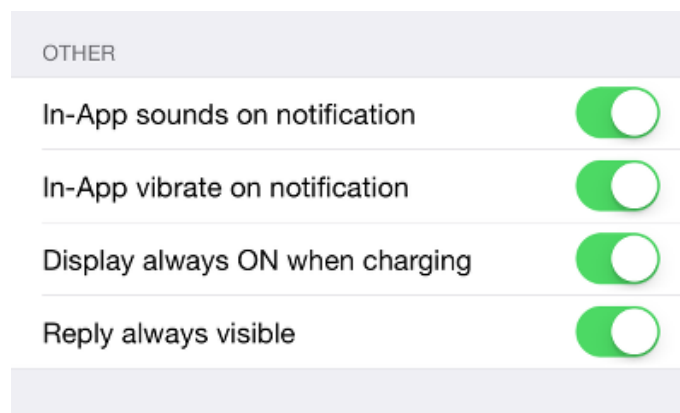 OTHER
In-App sounds on notification
In-App vibrate on notification
Display always ON when charging
Reply always visible